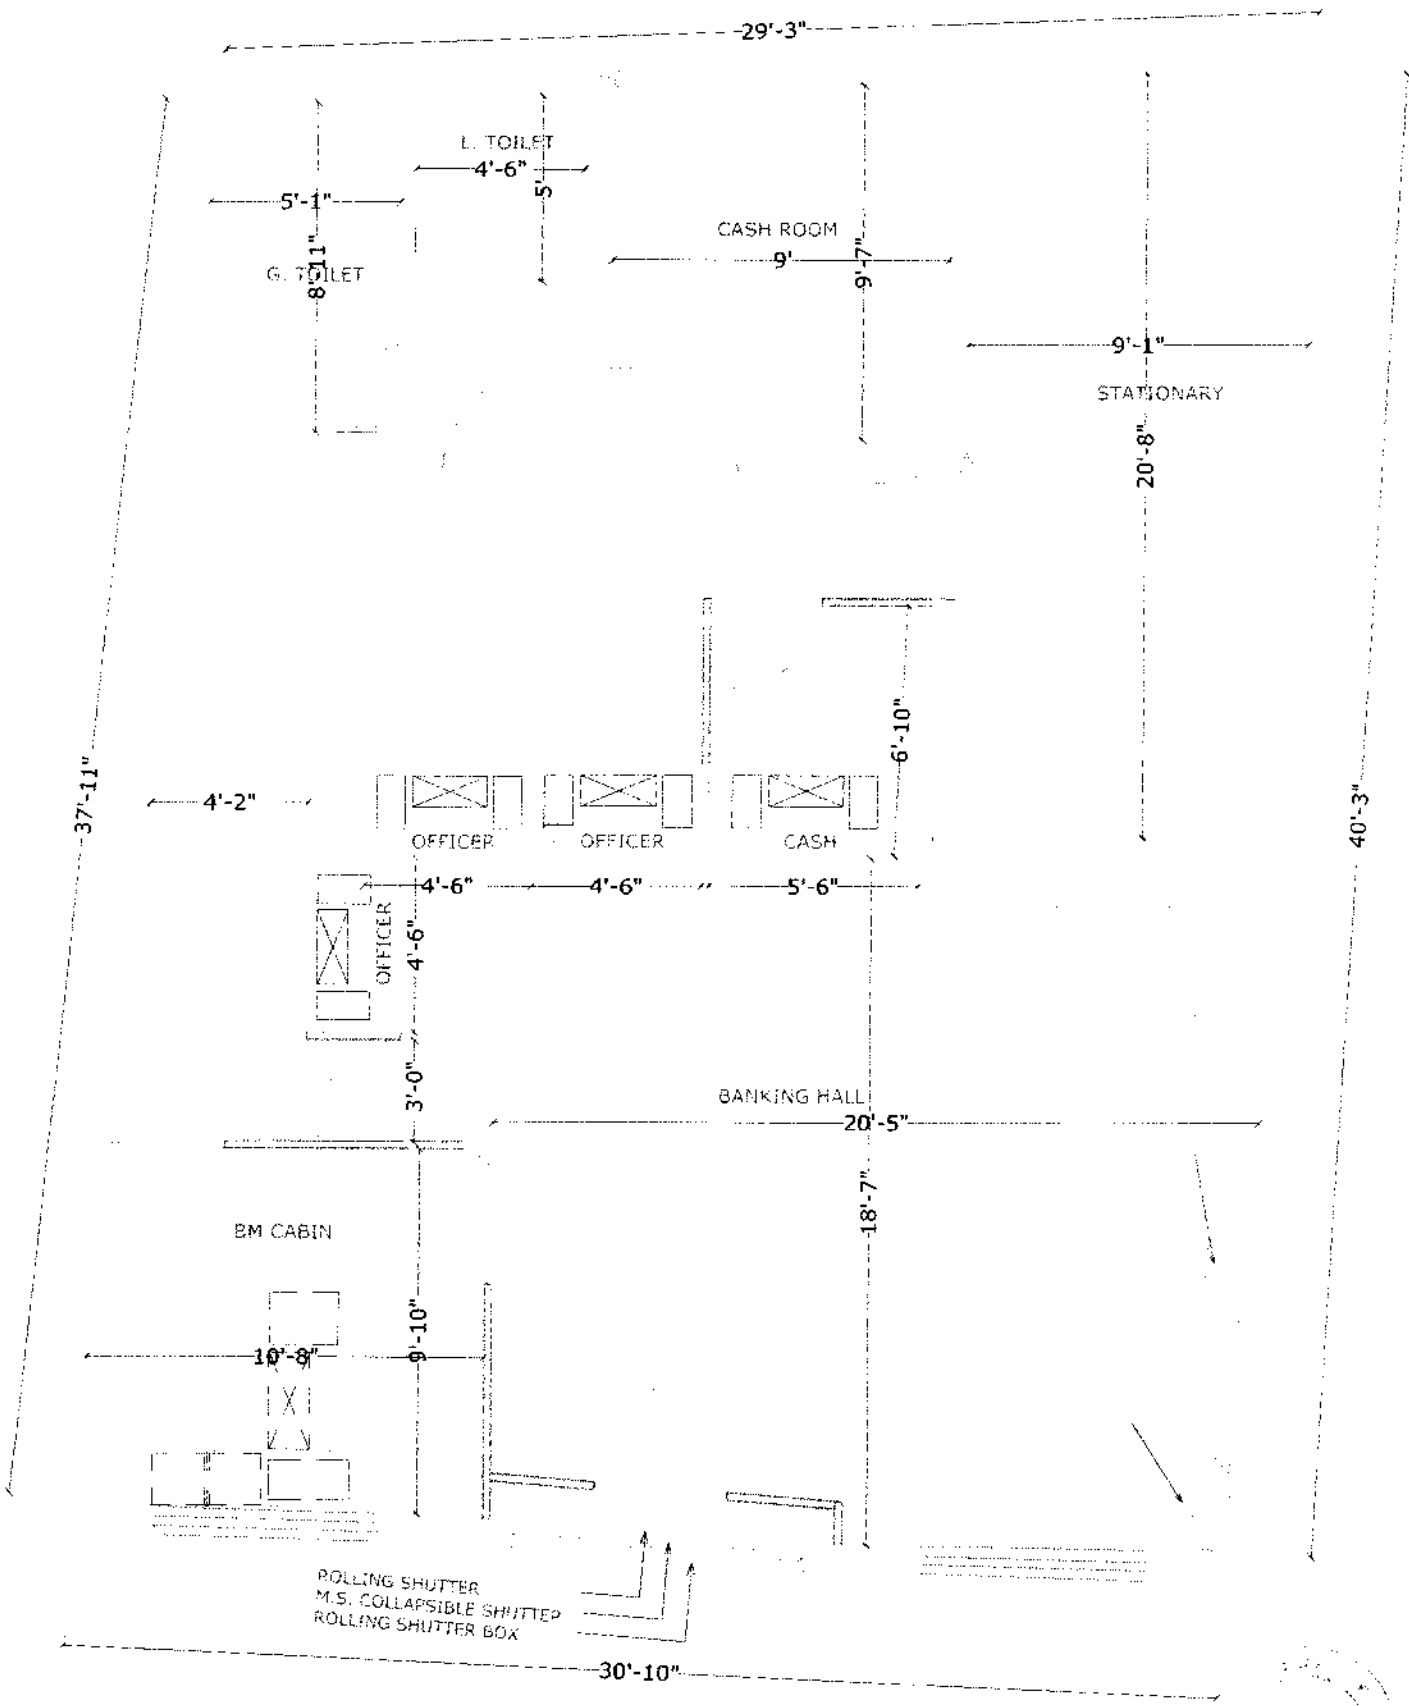 29'-3"
L. TOILET
4'-6"
5'
5'-1"
G. TOILET
8'-11"
CASH ROOM
9'
9'-7"
9'-1"
STATIONARY
20'-8"
6'-10"
37'-11"
4'-2"
40'-3"
OFFICER
OFFICER
CASH
4'-6"
4'-6"
5'-6"
OFFICER
4'-6"
3'-0"
BANKING HALL
20'-5"
18'-7"
BM CABIN
9'-10"
10'-8"
ROLLING SHUTTER
M.S. COLLAPSIBLE SHUTTER
ROLLING SHUTTER BOX
30'-10"